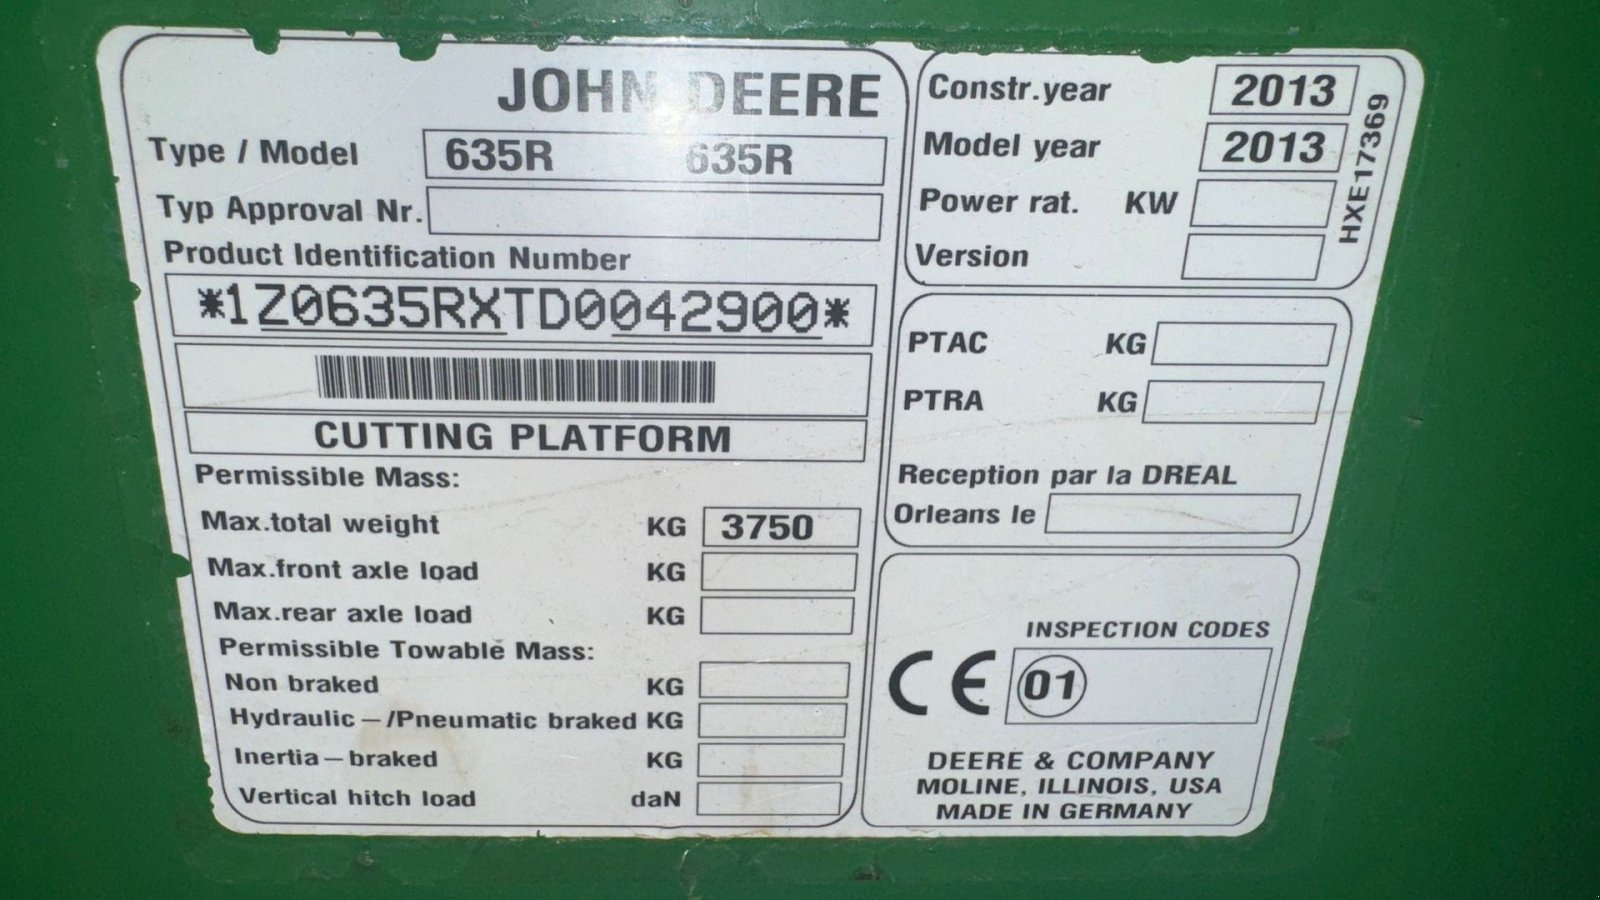 JOHN DEERE
Type / Model 635R 635R
Typ Approval Nr.
Product Identification Number
*1Z0635RXTD0042900*
CUTTING PLATFORM
Permissible Mass:
Max.total weight KG 3750
Max.front axle load KG
Max.rear axle load KG
Permissible Towable Mass:
Non braked KG
Hydraulic–/Pneumatic braked KG
Inertia–braked KG
Vertical hitch load daN
Constr.year 2013
Model year 2013
Power rat. KW
Version
HXE17369
PTAC KG
PTRA KG
Reception par la DREAL
Orleans le
INSPECTION CODES
CE 01
DEERE & COMPANY
MOLINE, ILLINOIS, USA
MADE IN GERMANY